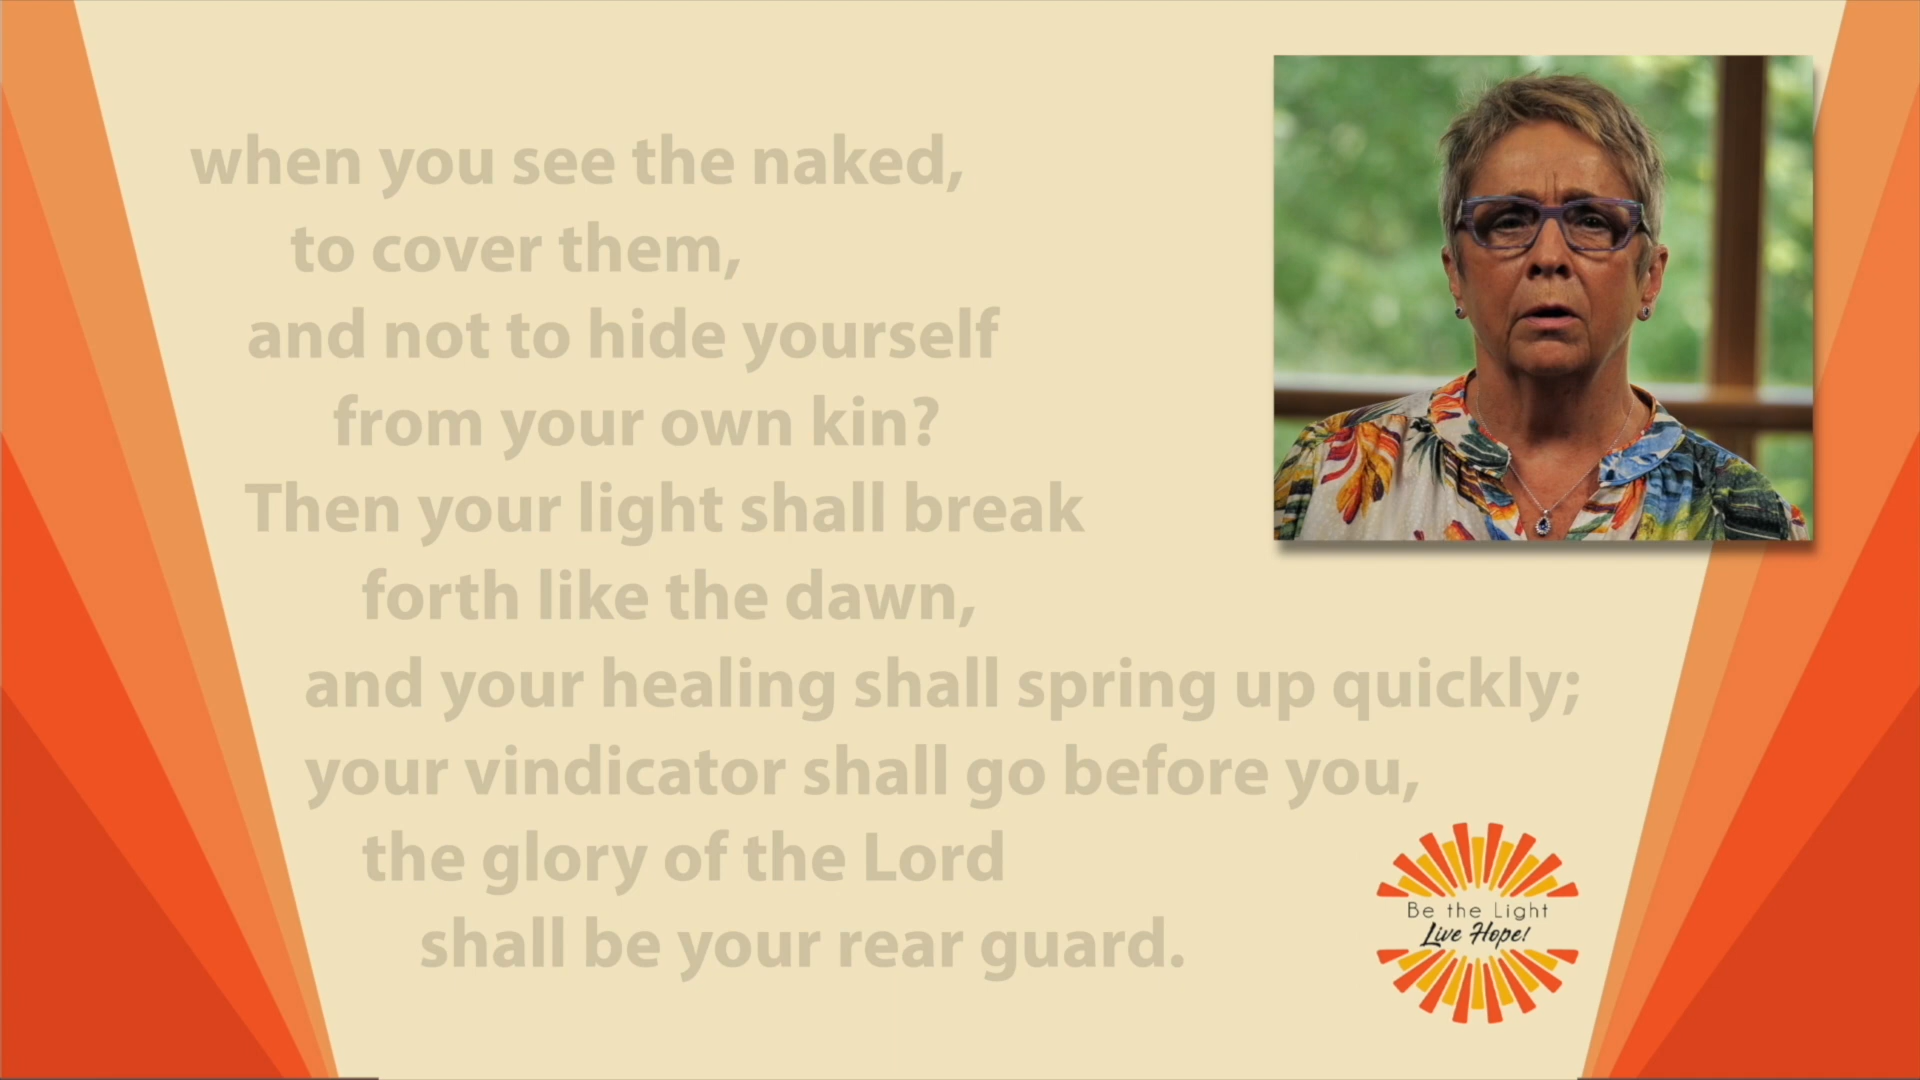 when you see the naked,
to cover them,
and not to hide yourself
from your own kin?
Then your light shall break
forth like the dawn,
and your healing shall spring up quickly;
your vindicator shall go before you,
the glory of the Lord
shall be your rear guard.
Be the Light
Live Hope!